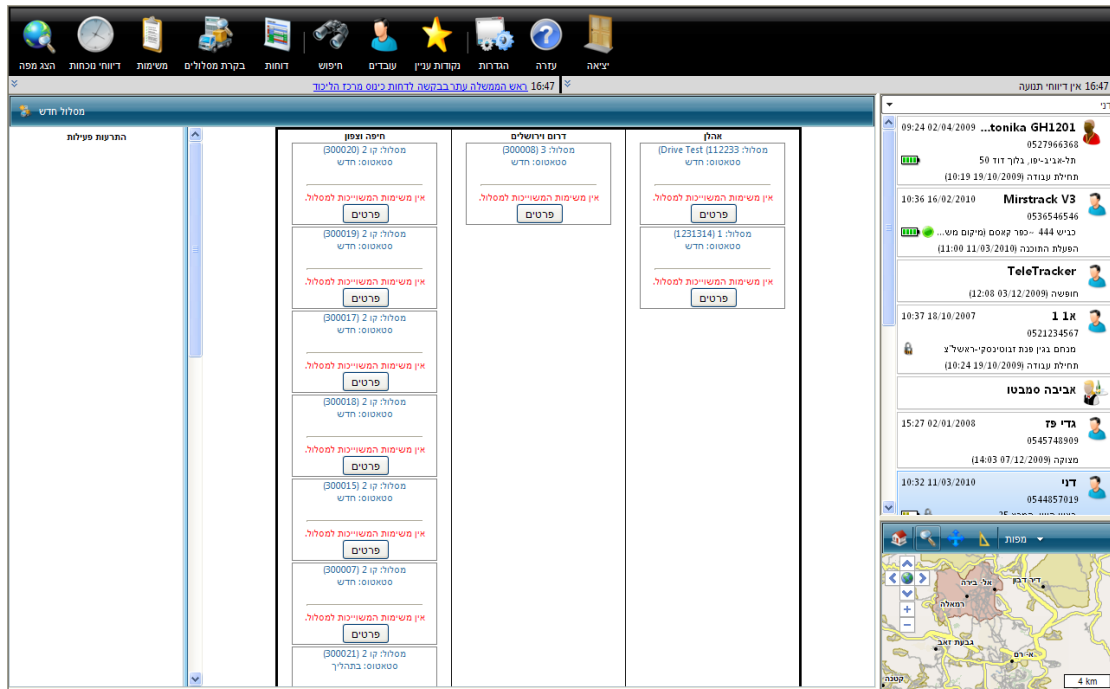 הצג מפה
דיווחי נוכחות
משימות
בקרת מסלולים
דוחות
חיפוש
עובדים
נקודות עניין
הגדרות
עזרה
יציאה
16:47 ראש הממשלה עתר בבקשה לדחות כינוס מרכז הליכוד
16:47 אין דיווחי תנועה
מסלול חדש
התרעות פעילות
חיפה וצפון
מסלול: קו 2 (300020)
סטאטוס: חדש
אין משימות המשוייכות למסלול.
פרטים
מסלול: קו 2 (300019)
סטאטוס: חדש
אין משימות המשוייכות למסלול.
פרטים
מסלול: קו 2 (300017)
סטאטוס: חדש
אין משימות המשוייכות למסלול.
פרטים
מסלול: קו 2 (300018)
סטאטוס: חדש
אין משימות המשוייכות למסלול.
פרטים
מסלול: קו 2 (300015)
סטאטוס: חדש
אין משימות המשוייכות למסלול.
פרטים
מסלול: קו 2 (300007)
סטאטוס: חדש
אין משימות המשוייכות למסלול.
פרטים
מסלול: קו 2 (300021)
סטאטוס: בתהליך
דרום וירושלים
מסלול: 3 (300008)
סטאטוס: חדש
אין משימות המשוייכות למסלול.
פרטים
אהלן
מסלול: 112233 (Drive Test)
סטאטוס: חדש
אין משימות המשוייכות למסלול.
פרטים
מסלול: 1 (1231314)
סטאטוס: חדש
אין משימות המשוייכות למסלול.
פרטים
דני
...tonika GH1201 09:24 02/04/2009
0527966368
תל-אביב-יפו, בלוך דוד 50
תחילת עבודה (10:19 19/10/2009)
Mirstrack V3 10:36 16/02/2010
0536546546
כביש 444 ~כפר קאסם (מיקום מש...
הפעלת התוכנה (11:00 11/03/2010)
TeleTracker
חופשה (12:08 03/12/2009)
1 1א 10:37 18/10/2007
0521234567
מנחם בגין פנת זבוטינסקי-ראשל"צ
תחילת עבודה (10:24 19/10/2009)
אביבה סמבטו
גדי פז 15:27 02/01/2008
0545748909
מצוקה (14:03 07/12/2009)
דני 10:32 11/03/2010
0544857019
מפות
דיר דבון
אל בירה
רמאלה
גבעת זאב
א-רם
קטנה
4 km